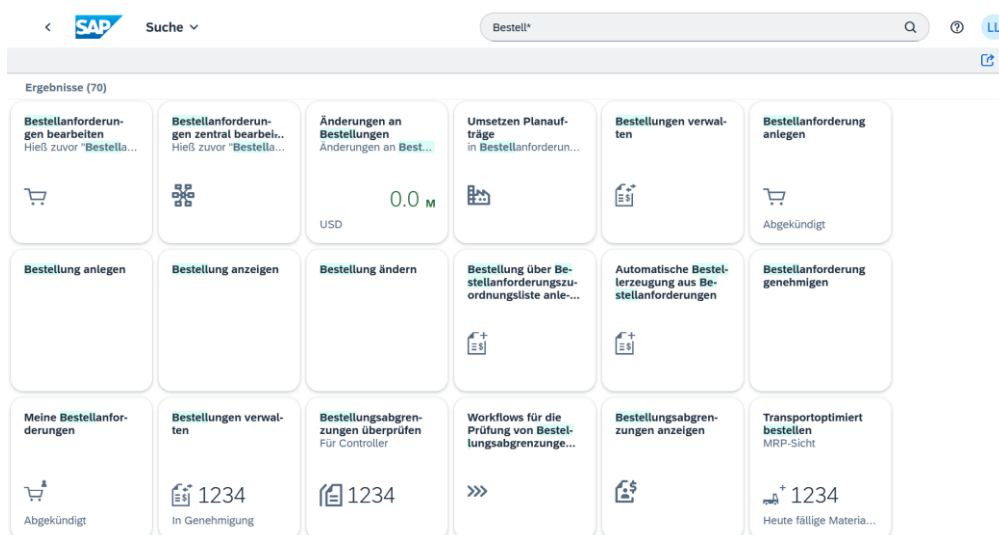 SAP
Suche
Bestell*
LL
Ergebnisse (70)
Bestellanforderun-
gen bearbeiten
Hieß zuvor "Bestella...
Bestellanforderun-
gen zentral bearbei...
Hieß zuvor "Bestella...
Änderungen an
Bestellungen
Änderungen an Best...
0.0 M
USD
Umsetzen Planauf-
träge
in Bestellanforderun...
Bestellungen verwal-
ten
Bestellanforderung
anlegen
Abgekündigt
Bestellung anlegen
Bestellung anzeigen
Bestellung ändern
Bestellung über Be-
stellanforderungszu-
ordnungsliste anle-...
Automatische Bestel-
lerzeugung aus Be-
stellanforderungen
Bestellanforderung
genehmigen
Meine Bestellanfor-
derungen
Abgekündigt
Bestellungen verwal-
ten
1234
In Genehmigung
Bestellungsabgren-
zungen überprüfen
Für Controller
1234
Workflows für die
Prüfung von Bestel-
lungsabgrenzunge...
Bestellungsabgren-
zungen anzeigen
Transportoptimiert
bestellen
MRP-Sicht
1234
Heute fällige Materia...